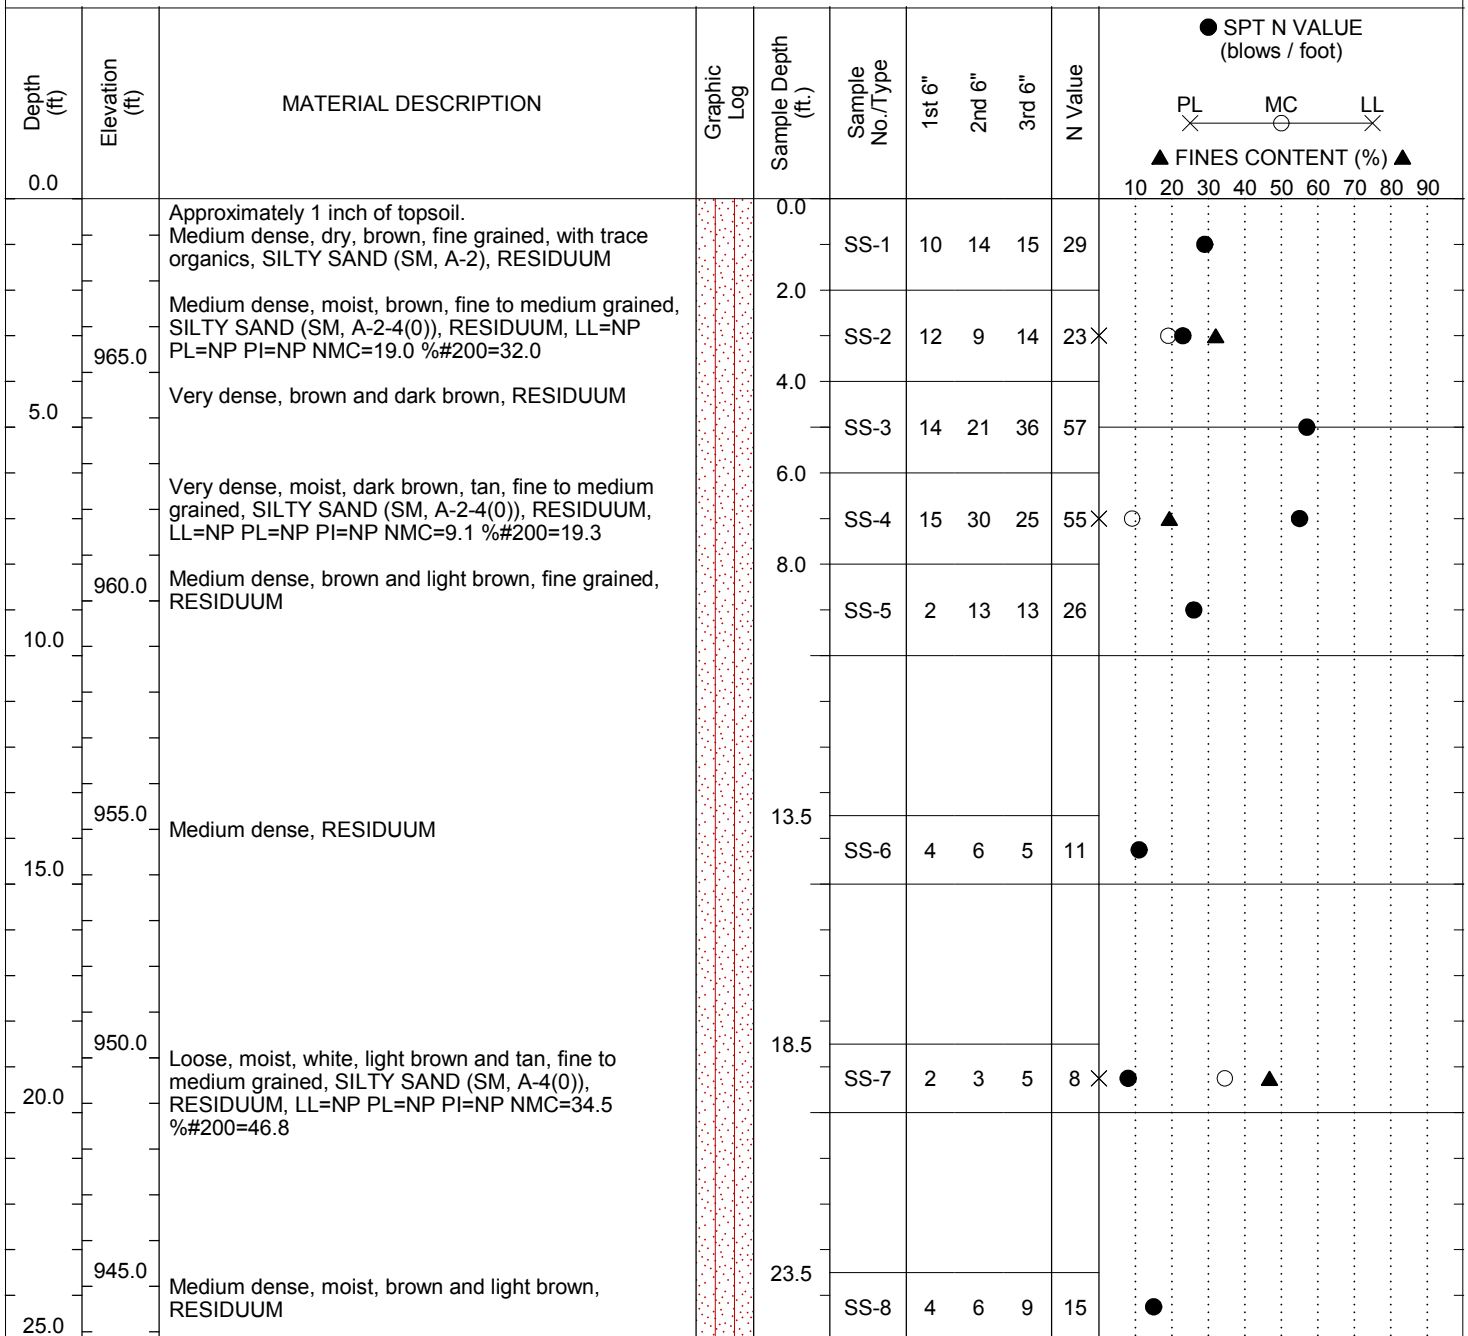 Depth (ft)
Elevation (ft)
MATERIAL DESCRIPTION
Graphic Log
Sample Depth (ft.)
Sample No./Type
1st 6"
2nd 6"
3rd 6"
N Value
● SPT N VALUE
(blows / foot)
PL MC LL
▲ FINES CONTENT (%) ▲
10 20 30 40 50 60 70 80 90
0.0
Approximately 1 inch of topsoil.
Medium dense, dry, brown, fine grained, with trace
organics, SILTY SAND (SM, A-2), RESIDUUM
0.0
SS-1 10 14 15 29
2.0
Medium dense, moist, brown, fine to medium grained,
SILTY SAND (SM, A-2-4(0)), RESIDUUM, LL=NP
PL=NP PI=NP NMC=19.0 %#200=32.0
965.0
SS-2 12 9 14 23
4.0
Very dense, brown and dark brown, RESIDUUM
5.0
SS-3 14 21 36 57
6.0
Very dense, moist, dark brown, tan, fine to medium
grained, SILTY SAND (SM, A-2-4(0)), RESIDUUM,
LL=NP PL=NP PI=NP NMC=9.1 %#200=19.3
SS-4 15 30 25 55
8.0
960.0
Medium dense, brown and light brown, fine grained,
RESIDUUM
SS-5 2 13 13 26
10.0
13.5
955.0
Medium dense, RESIDUUM
SS-6 4 6 5 11
15.0
18.5
950.0
Loose, moist, white, light brown and tan, fine to
medium grained, SILTY SAND (SM, A-4(0)),
RESIDUUM, LL=NP PL=NP PI=NP NMC=34.5
%#200=46.8
SS-7 2 3 5 8
20.0
23.5
945.0
Medium dense, moist, brown and light brown,
RESIDUUM
SS-8 4 6 9 15
25.0